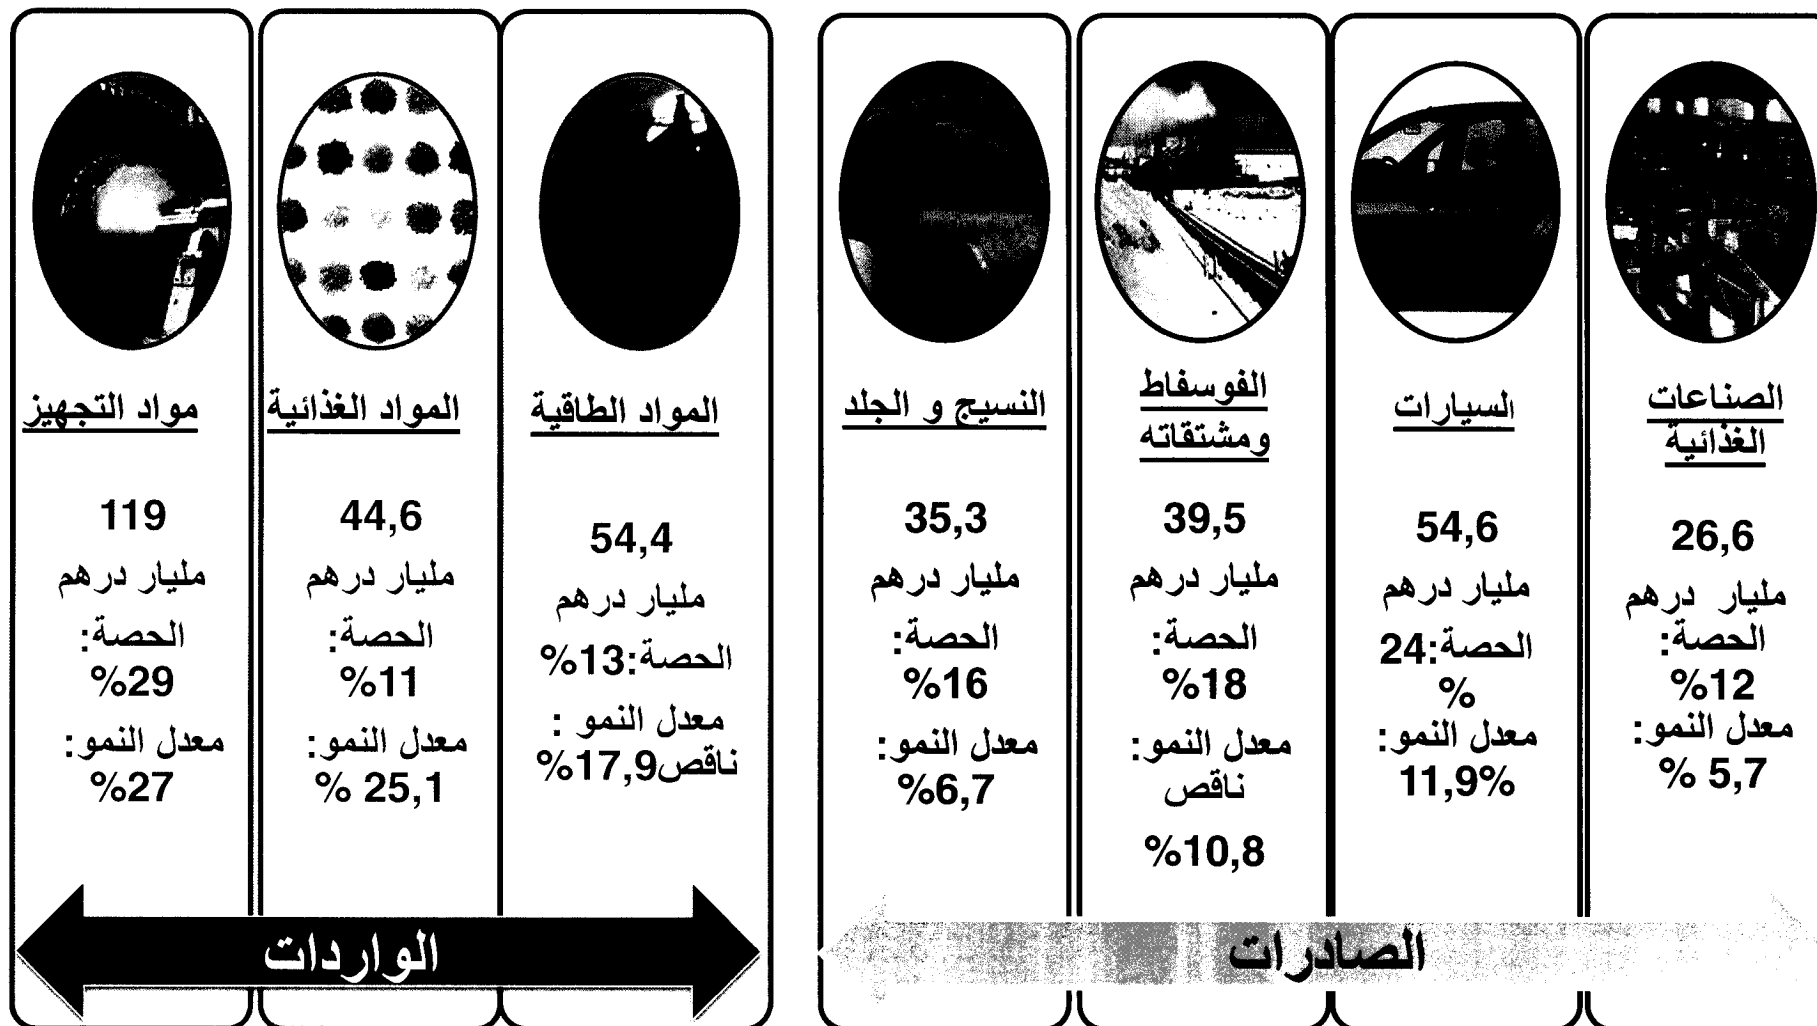 الصناعات
الغذائية
26,6
مليار درهم
الحصة:
%12
معدل النمو:
% 5,7
السيارات
54,6
مليار درهم
الحصة:24
%
معدل النمو:
11,9%
الفوسفاط
ومشتقاته
39,5
مليار درهم
الحصة:
%18
معدل النمو:
ناقص
%10,8
النسيج و الجلد
35,3
مليار درهم
الحصة:
%16
معدل النمو:
%6,7
الصادرات
المواد الطاقية
54,4
مليار درهم
الحصة:13%
معدل النمو :
ناقص17,9%
المواد الغذائية
44,6
مليار درهم
الحصة:
%11
معدل النمو:
% 25,1
مواد التجهيز
119
مليار درهم
الحصة:
%29
معدل النمو:
%27
الواردات